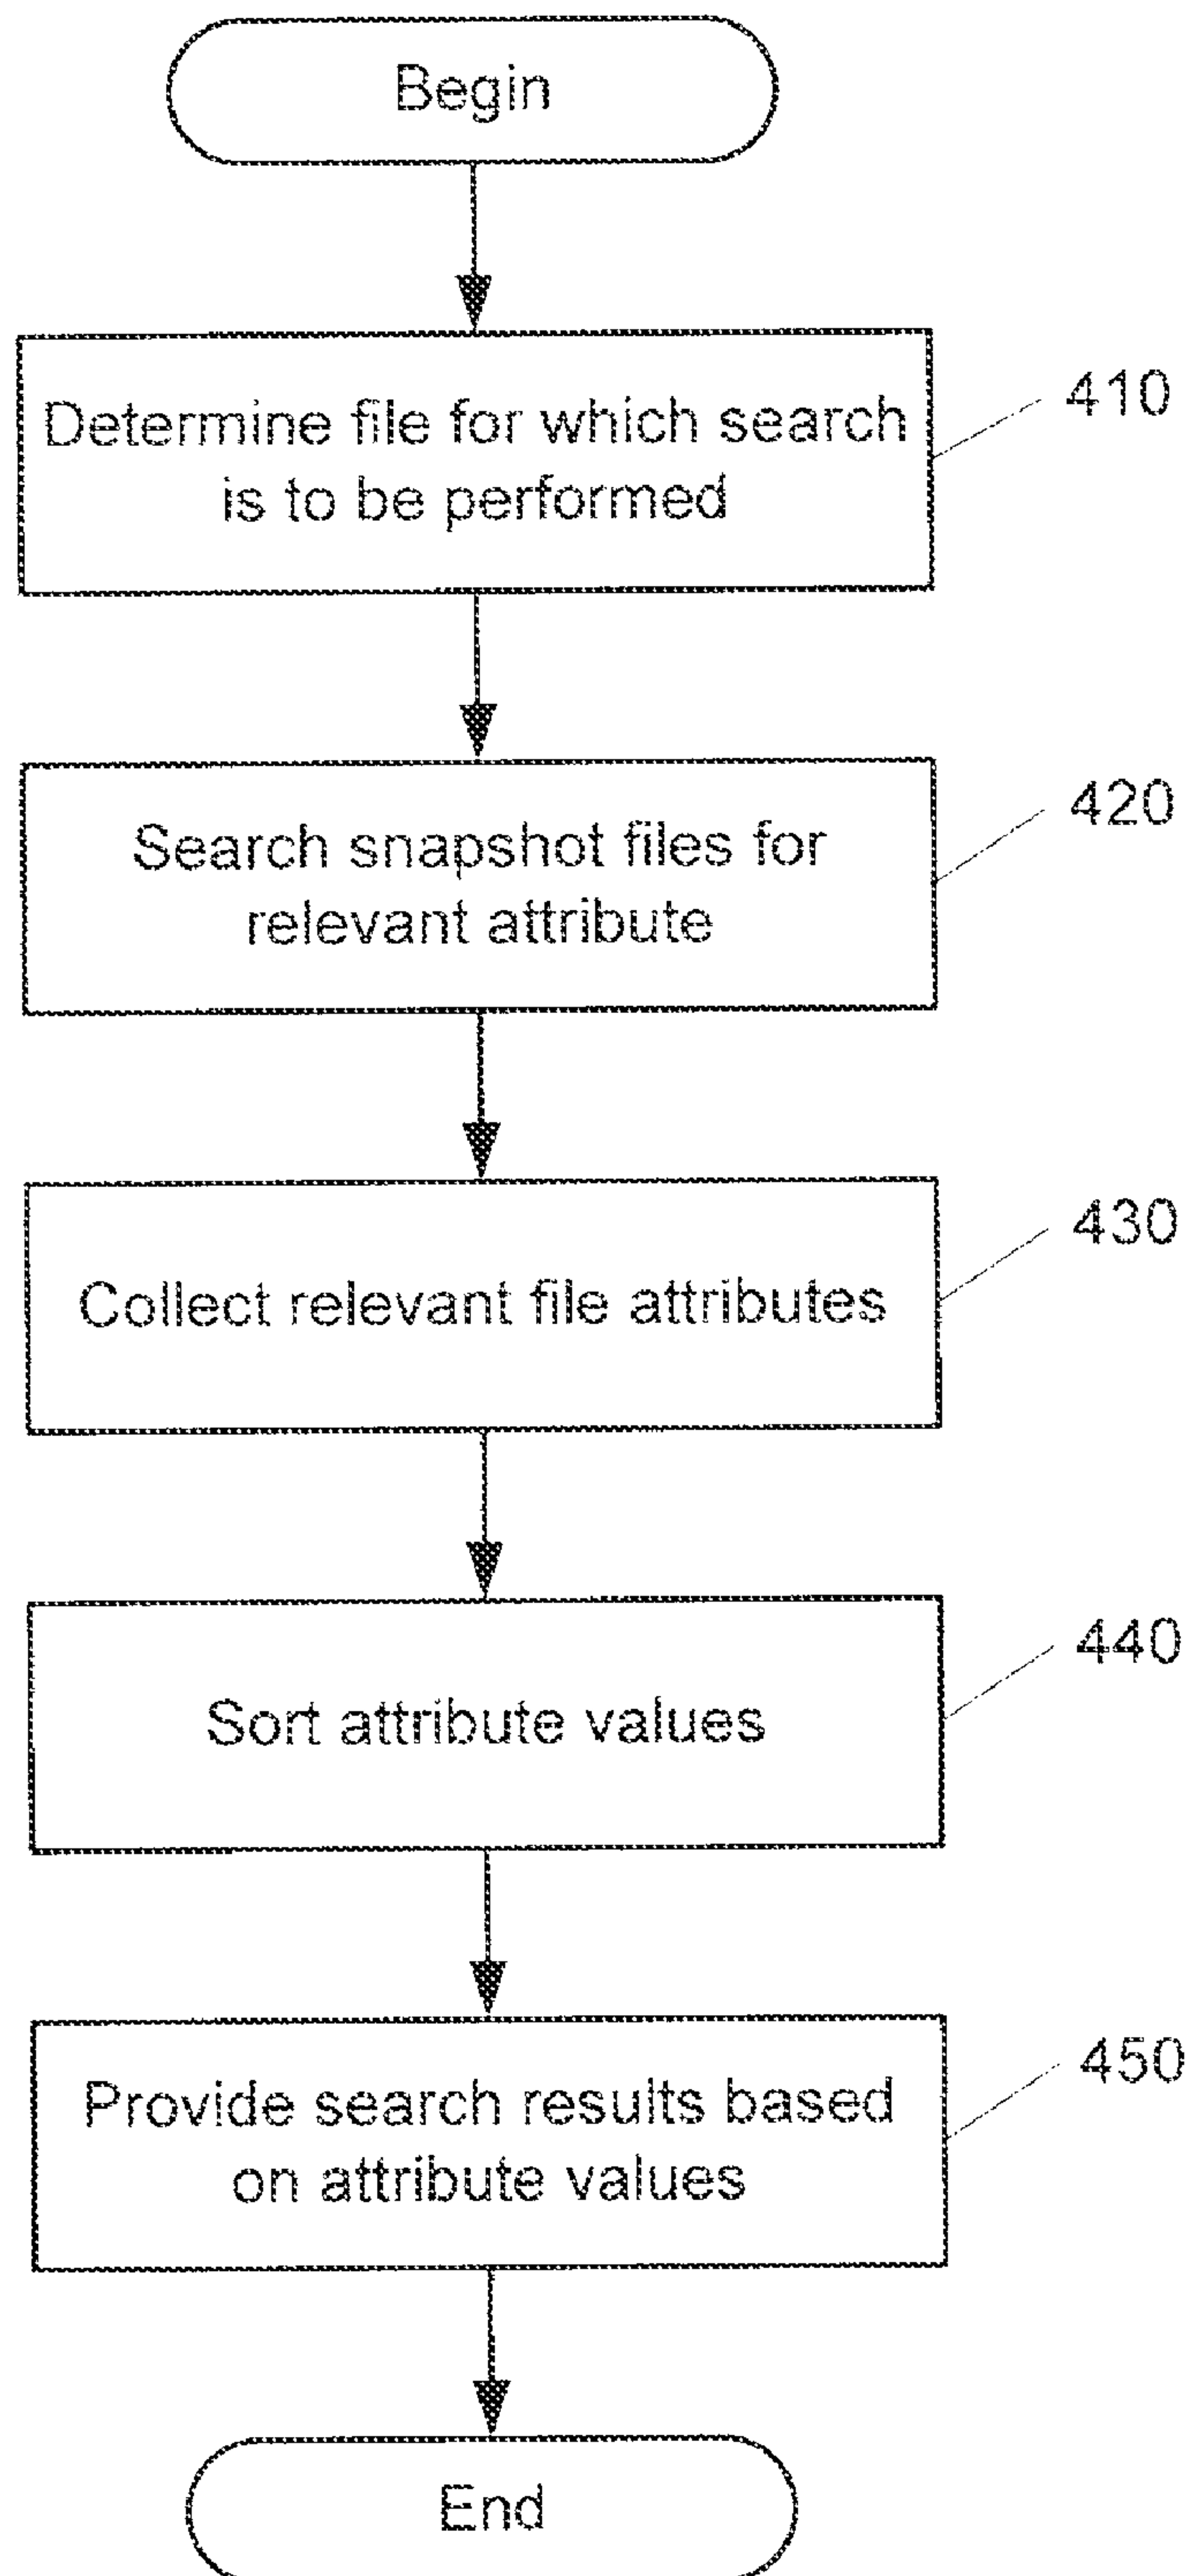 Begin
Determine file for which search
is to be performed
410
Search snapshot files for
relevant attribute
420
Collect relevant file attributes
430
Sort attribute values
440
Provide search results based
on attribute values
450
End